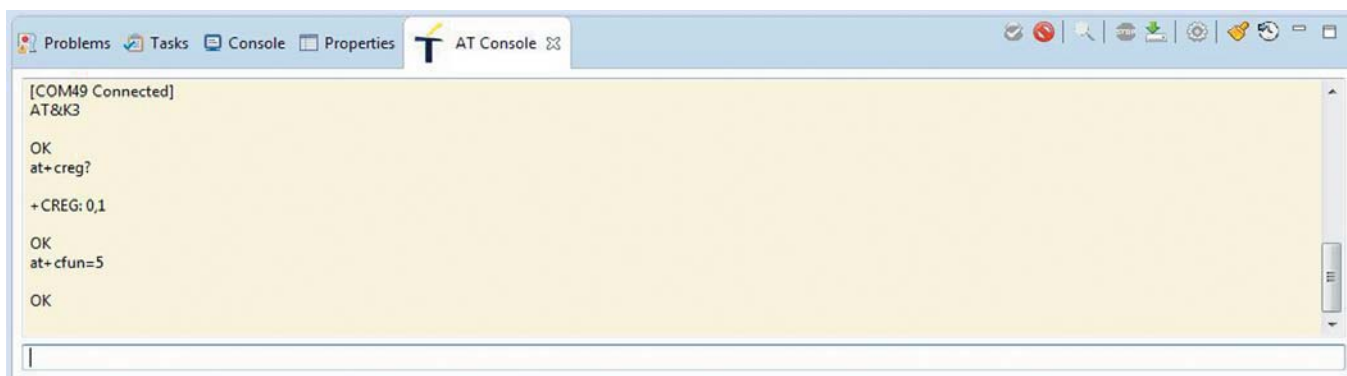 Problems Tasks Console Properties AT Console
[COM49 Connected]
AT&K3
OK
at+creg?
+CREG: 0,1
OK
at+cfun=5
OK